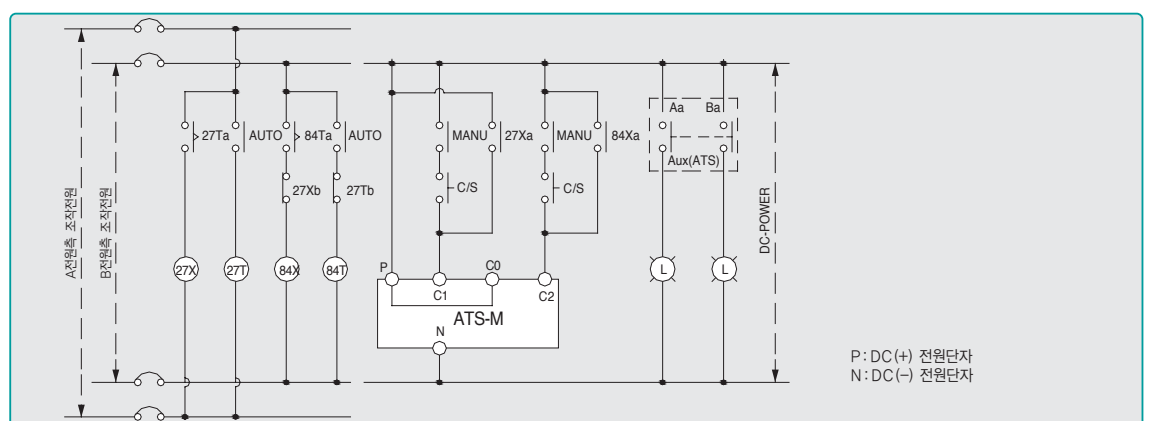 Aa Ba
27Ta AUTO 84Ta AUTO MANU 27Xa MANU 84Xa
Aux(ATS)
27Xb 27Tb C/S C/S
A전원측 조작전원
B전원측 조작전원
DC-POWER
27X 27T 84X 84T P C0 L L
C1 C2
ATS-M
N
P:DC(+) 전원단자
N:DC(-) 전원단자